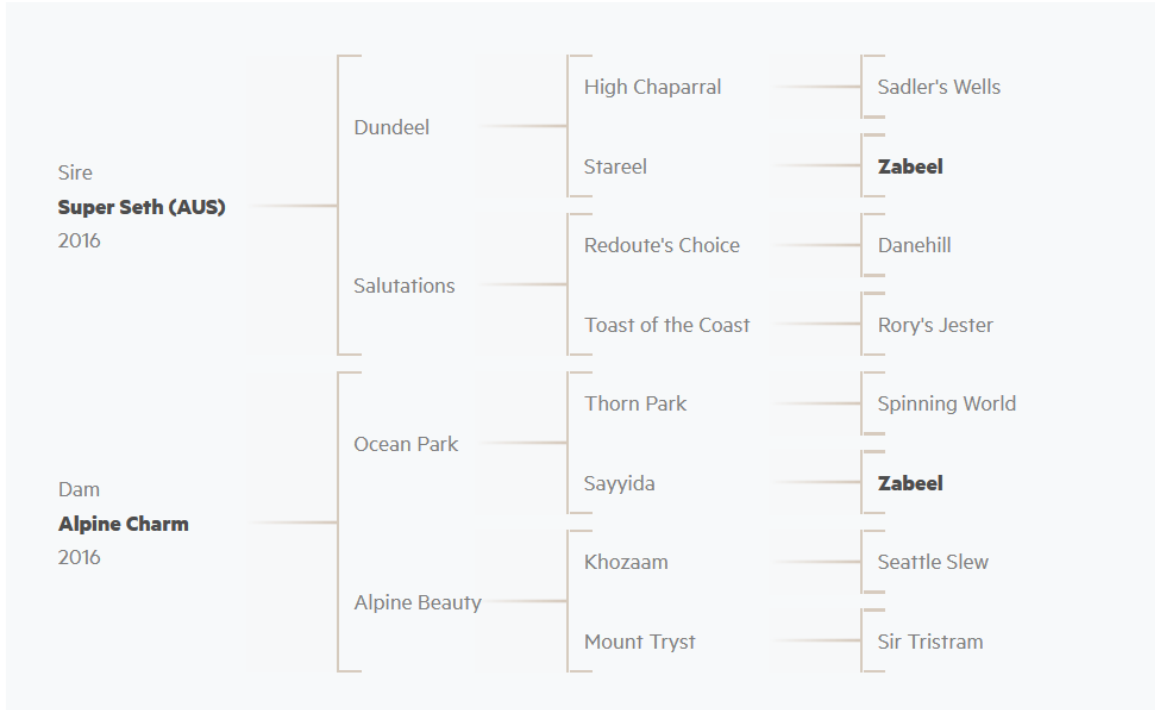 Sire
Super Seth (AUS)
2016
Dundeel
Salutations
High Chaparral
Stareel
Redoute's Choice
Toast of the Coast
Sadler's Wells
Zabeel
Danehill
Rory's Jester
Dam
Alpine Charm
2016
Ocean Park
Alpine Beauty
Thorn Park
Sayyida
Khozaam
Mount Tryst
Spinning World
Zabeel
Seattle Slew
Sir Tristram